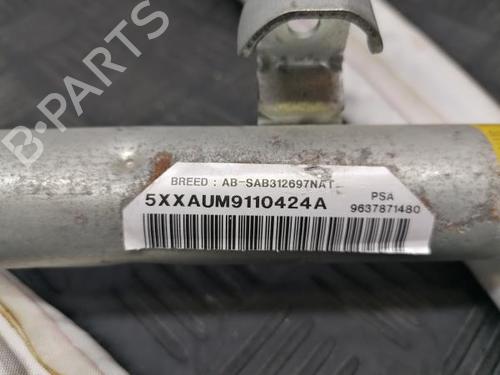 B-PARTS
BREED : AB-SAB312697NAT
5XXAUM9110424A
PSA
9637871480